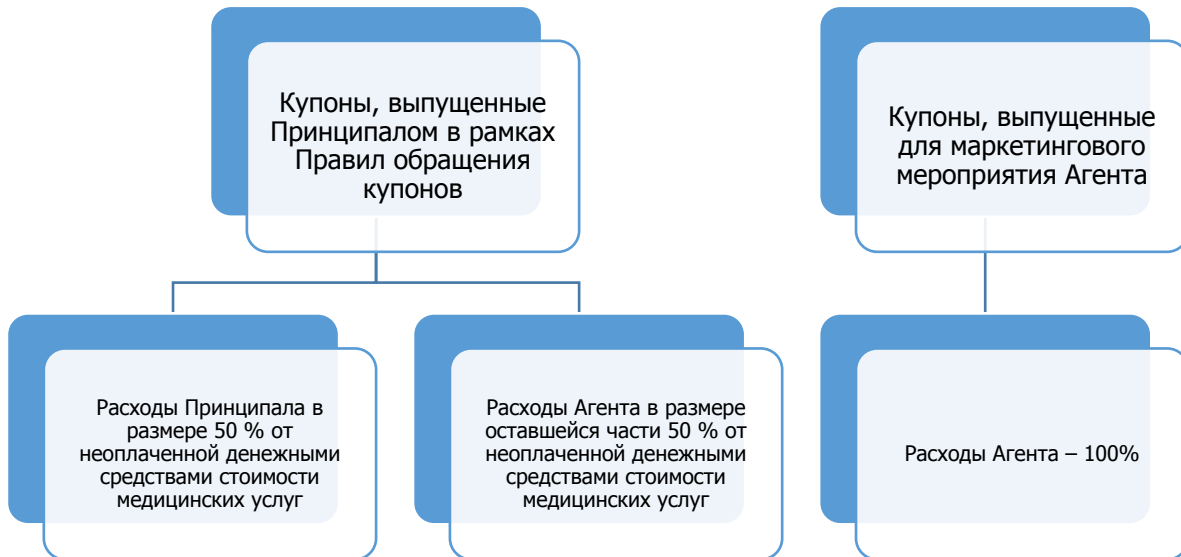 Купоны, выпущенные
Принципалом в рамках
Правил обращения
купонов
Купоны, выпущенные
для маркетингового
мероприятия Агента
Расходы Принципала в
размере 50 % от
неоплаченной денежными
средствами стоимости
медицинских услуг
Расходы Агента в размере
оставшейся части 50 % от
неоплаченной денежными
средствами стоимости
медицинских услуг
Расходы Агента – 100%